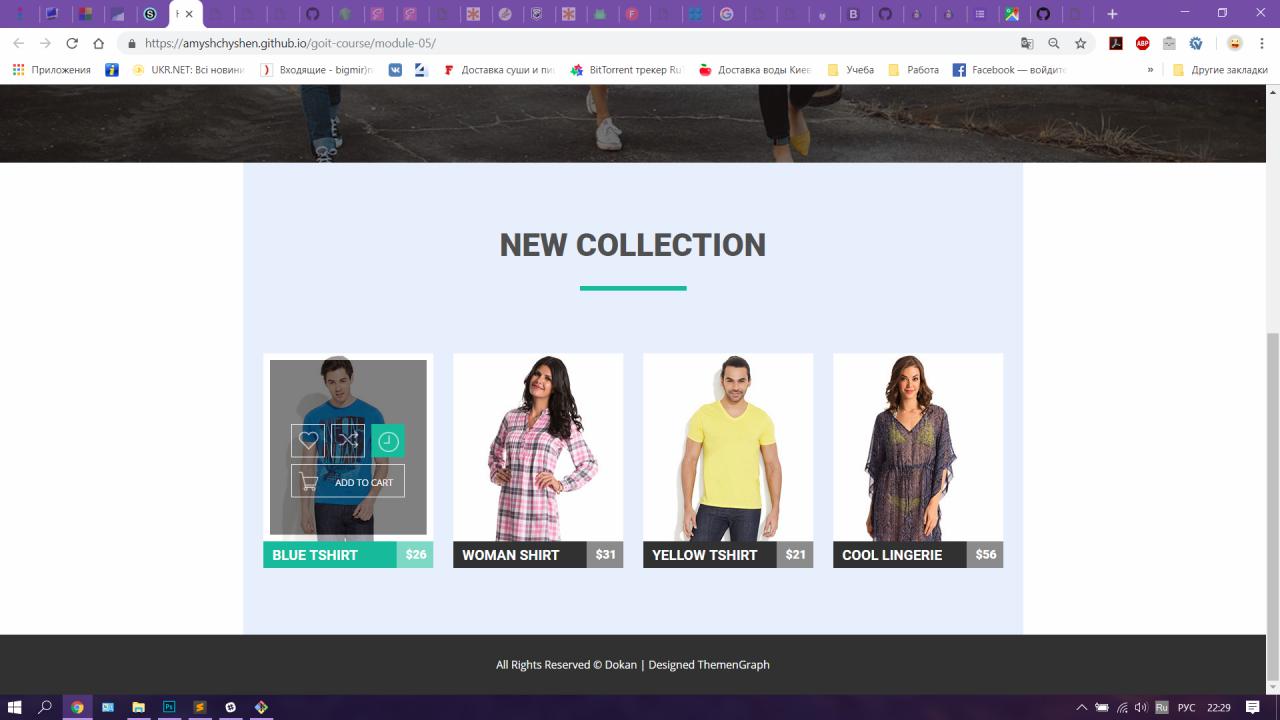 https://amyshchyshen.github.io/goit-course/module-05/
Приложения
UKR.NET: Всі новини
Входящие - bigmir)n
Доставка суши и пи
BitTorrent трекер Ru
Доставка воды Киев
Учеба
Работа
Facebook — войдите
»
Другие закладки
NEW COLLECTION
ADD TO CART
BLUE TSHIRT $26
WOMAN SHIRT $31
YELLOW TSHIRT $21
COOL LINGERIE $56
All Rights Reserved © Dokan | Designed ThemenGraph
Ru РУС 22:29